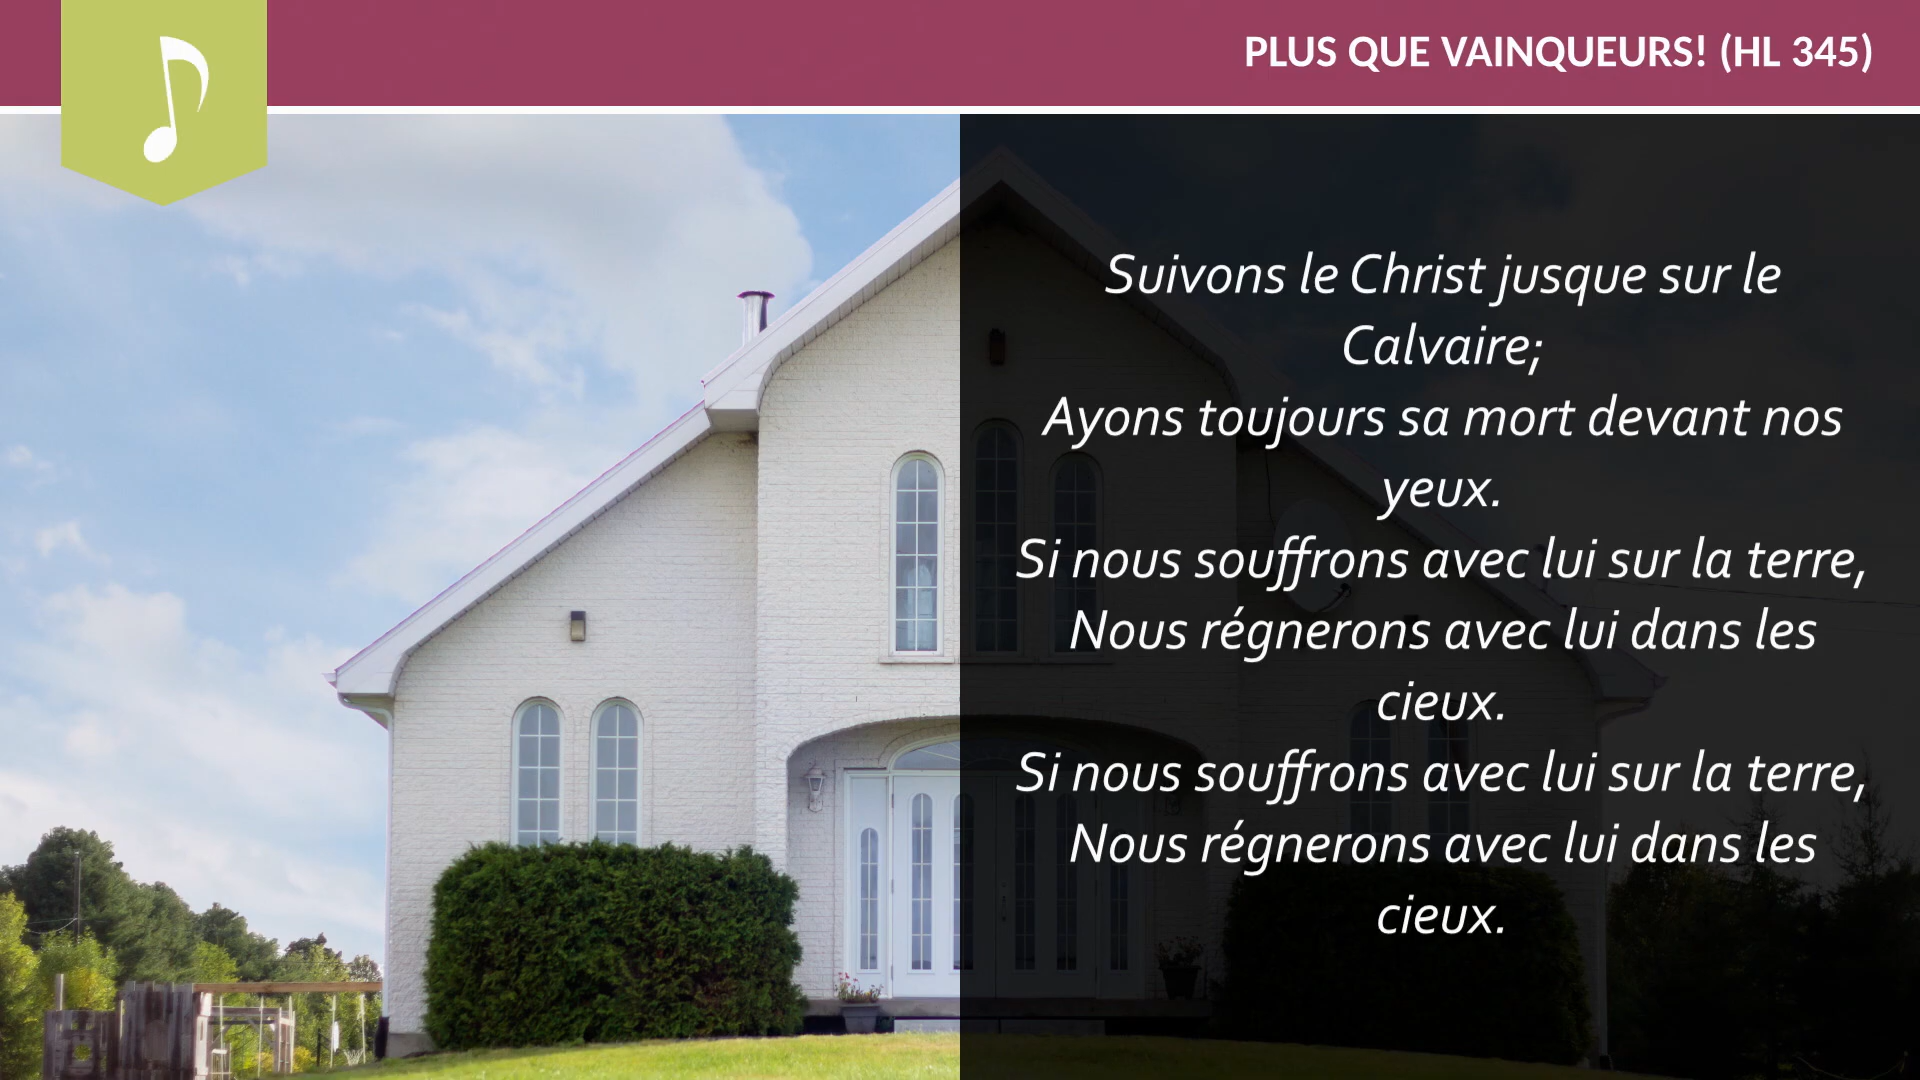 PLUS QUE VAINQUEURS! (HL 345)
Suivons le Christ jusque sur le
Calvaire;
Ayons toujours sa mort devant nos
yeux.
Si nous souffrons avec lui sur la terre,
Nous régnerons avec lui dans les
cieux.
Si nous souffrons avec lui sur la terre,
Nous régnerons avec lui dans les
cieux.